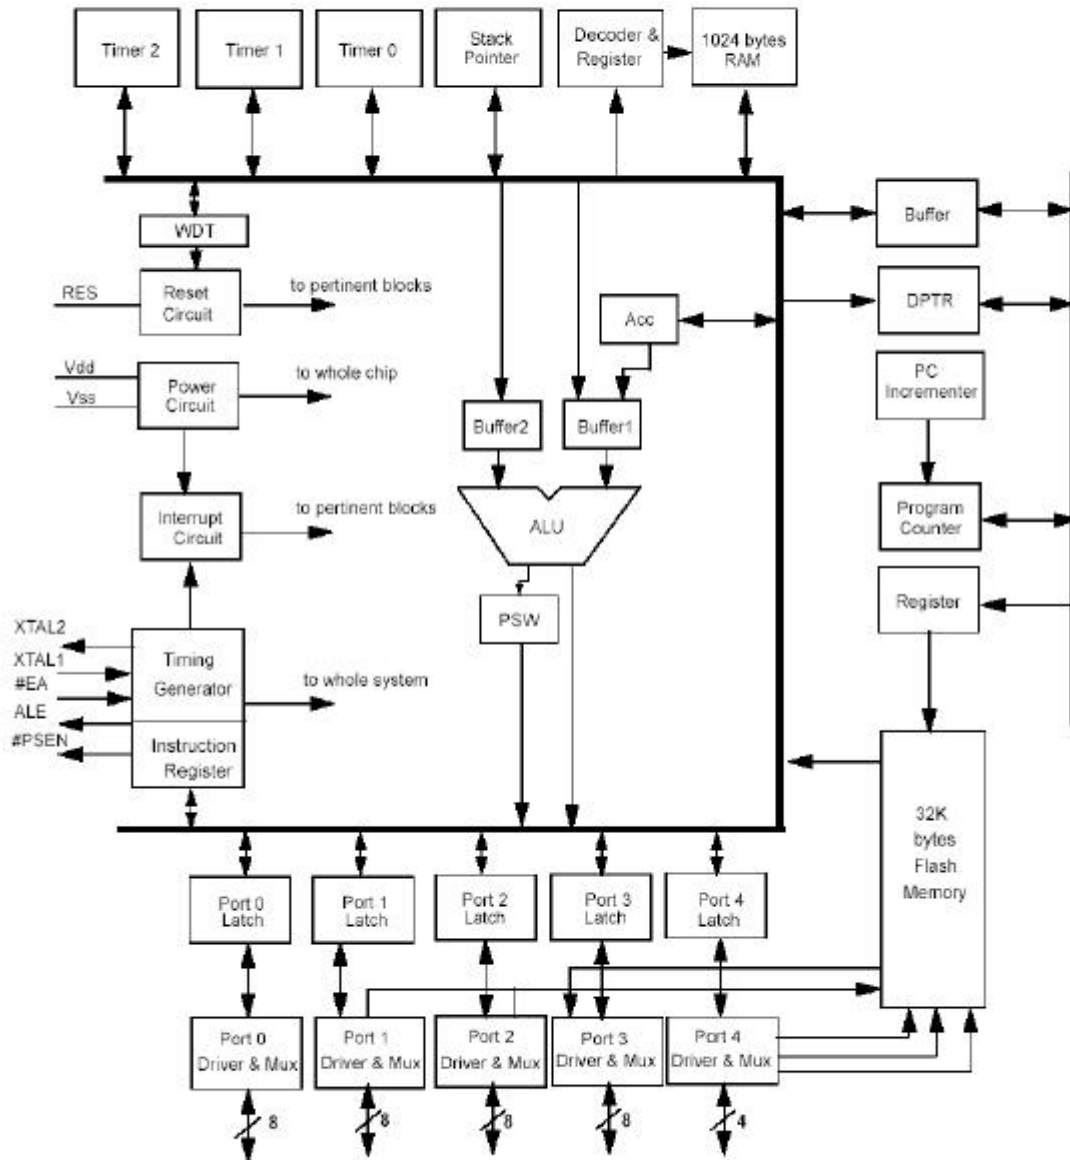 Timer 2
Timer 1
Timer 0
Stack
Pointer
Decoder &
Register
1024 bytes
RAM
WDT
RES
Reset
Circuit
to pertinent blocks
Buffer
DPTR
Acc
Vdd
Vss
Power
Circuit
to whole chip
PC
Incrementer
Buffer2
Buffer1
Interrupt
Circuit
to pertinent blocks
ALU
Program
Counter
PSW
Register
XTAL2
XTAL1
#EA
ALE
#PSEN
Timing
Generator
to whole system
Instruction
Register
32K
bytes
Flash
Memory
Port 0
Latch
Port 1
Latch
Port 2
Latch
Port 3
Latch
Port 4
Latch
Port 0
Driver & Mux
Port 1
Driver & Mux
Port 2
Driver & Mux
Port 3
Driver & Mux
Port 4
Driver & Mux
8
8
8
8
4